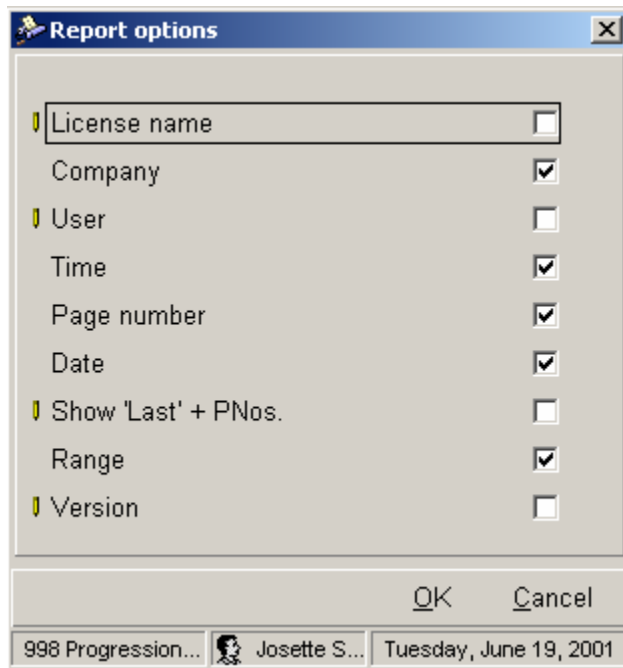 Report options
License name
Company
User
Time
Page number
Date
Show 'Last' + PNos.
Range
Version
OK Cancel
998 Progression... Josette S... Tuesday, June 19, 2001